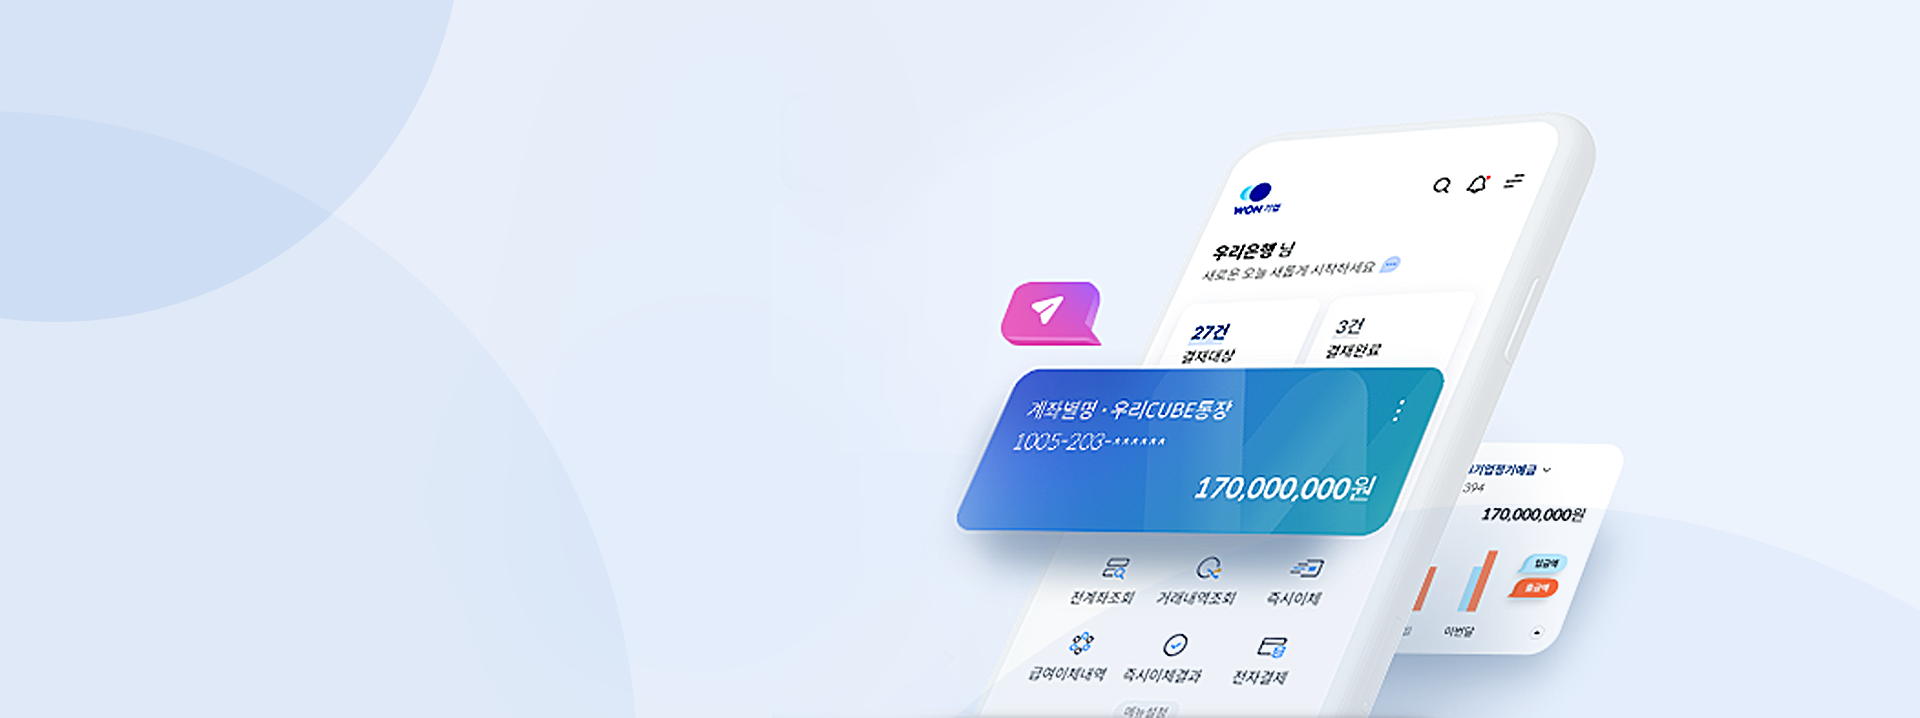 WON 기업
우리은행 님
새로운 오늘 새롭게 시작하세요
27건
결재대상
3건
결재완료
계좌별명 · 우리CUBE통장
1005-203-******
170,000,000원
기업정기예금
394
170,000,000원
입금액
출금액
이번달
전계좌조회
거래내역조회
즉시이체
급여이체내역
즉시이체결과
전자결제
메뉴설정